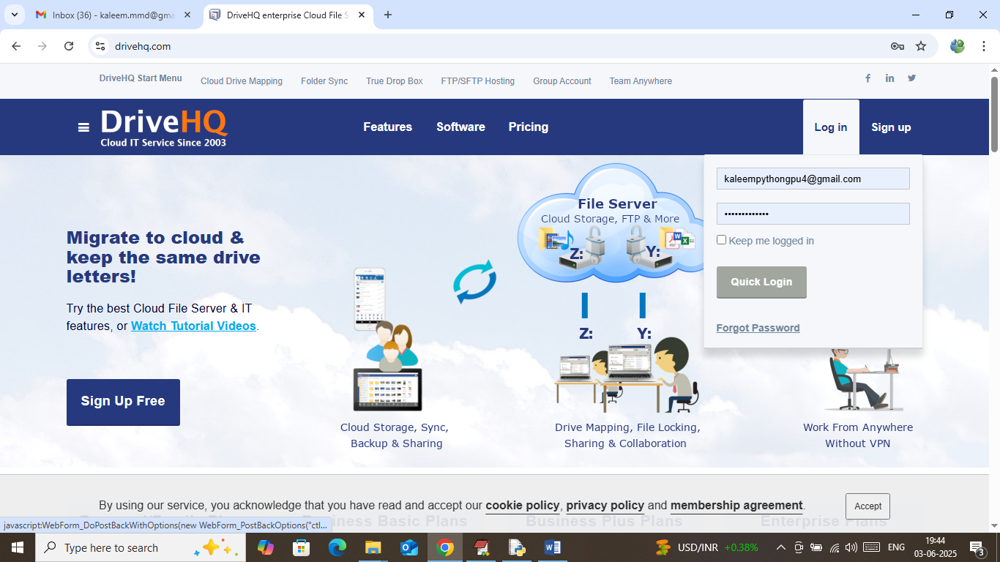 Inbox (36) - kaleem.mmd@gma
DriveHQ enterprise Cloud File S
drivehq.com
DriveHQ Start Menu
Cloud Drive Mapping
Folder Sync
True Drop Box
FTP/SFTP Hosting
Group Account
Team Anywhere
DriveHQ
Cloud IT Service Since 2003
Features
Software
Pricing
Log in
Sign up
kaleempythongpu4@gmail.com
•••••••••••••
Keep me logged in
Quick Login
Forgot Password
Migrate to cloud &
keep the same drive
letters!
Try the best Cloud File Server & IT
features, or Watch Tutorial Videos.
Sign Up Free
File Server
Cloud Storage, FTP & More
Z:
Y:
PDF
W
X
Z:
Y:
Cloud Storage, Sync,
Backup & Sharing
Drive Mapping, File Locking,
Sharing & Collaboration
Work From Anywhere
Without VPN
By using our service, you acknowledge that you have read and accept our cookie policy, privacy policy and membership agreement.
Accept
Business Basic Plans
Business Plus Plans
Enterprise Plans
javascript:WebForm_DoPostBackWithOptions(new WebForm_PostBackOptions("ctl...
Type here to search
USD/INR +0.38%
ENG
19:44
03-06-2025
3